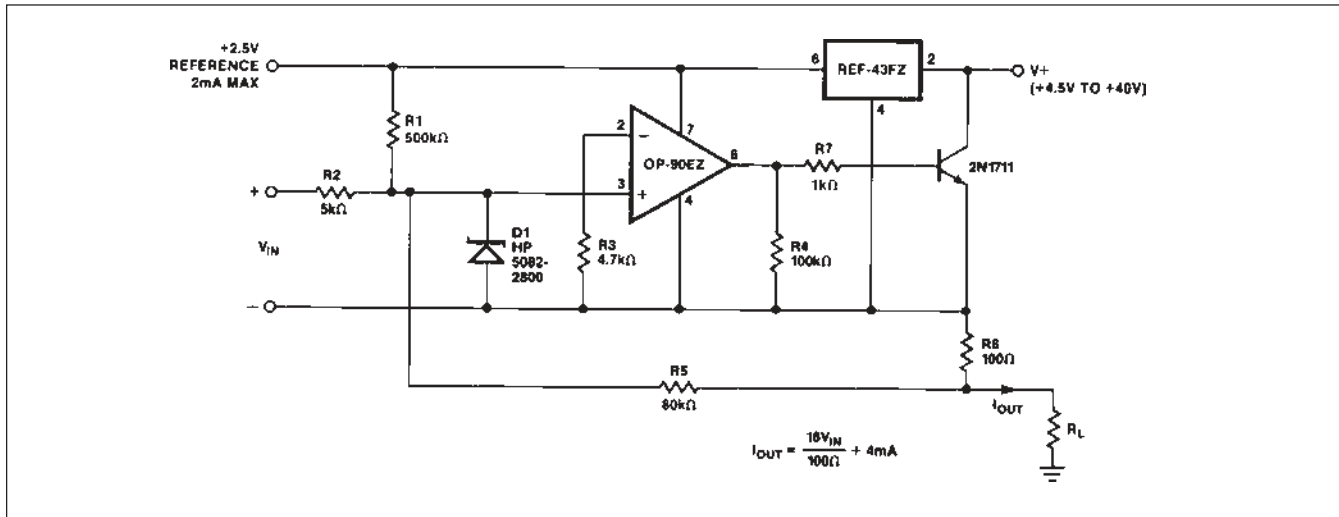 +2.5V
REFERENCE
2mA MAX
6
REF-43FZ
2
V+
(+4.5V TO +40V)
4
R1
500kΩ
2
−
7
OP-90EZ
6
3
+
4
R7
1kΩ
2N1711
+
R2
5kΩ
VIN
−
D1
HP
5082-
2800
R3
4.7kΩ
R4
100kΩ
R6
100Ω
R5
80kΩ
IOUT
RL
IOUT = 16VIN / 100Ω + 4mA